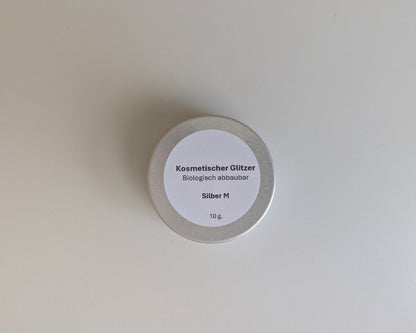 Kosmetischer Glitzer
Biologisch abbaubar
Silber M
10 g.